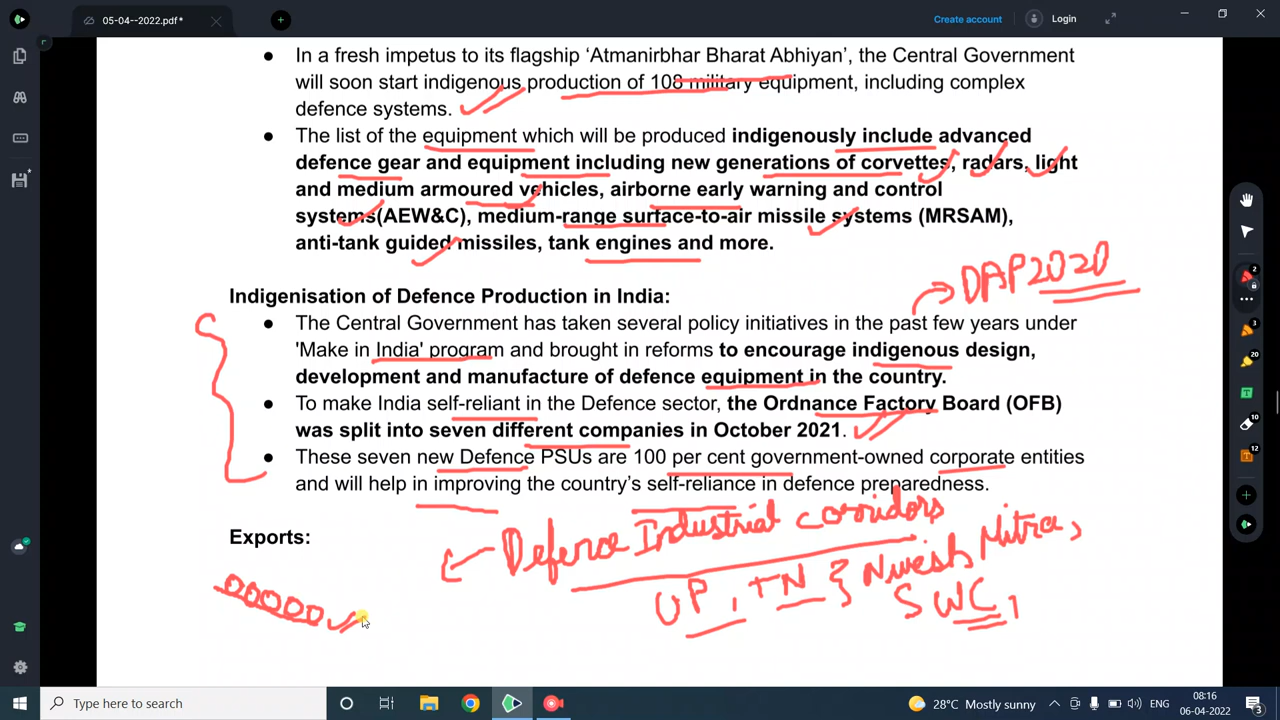 05-04--2022.pdf*
Create account
Login
In a fresh impetus to its flagship ‘Atmanirbhar Bharat Abhiyan’, the Central Government
will soon start indigenous production of 108 military equipment, including complex
defence systems.
The list of the equipment which will be produced indigenously include advanced
defence gear and equipment including new generations of corvettes, radars, light
and medium armoured vehicles, airborne early warning and control
systems(AEW&C), medium-range surface-to-air missile systems (MRSAM),
anti-tank guided missiles, tank engines and more.
DAP2020
Indigenisation of Defence Production in India:
The Central Government has taken several policy initiatives in the past few years under
'Make in India' program and brought in reforms to encourage indigenous design,
development and manufacture of defence equipment in the country.
To make India self-reliant in the Defence sector, the Ordnance Factory Board (OFB)
was split into seven different companies in October 2021.
These seven new Defence PSUs are 100 per cent government-owned corporate entities
and will help in improving the country’s self-reliance in defence preparedness.
Defence Industrial corridors
Exports:
UP, TN } Nivesh Mitra,
SWC,
2
3
20
10
12
Type here to search
28°C Mostly sunny
ENG
08:16
06-04-2022
3